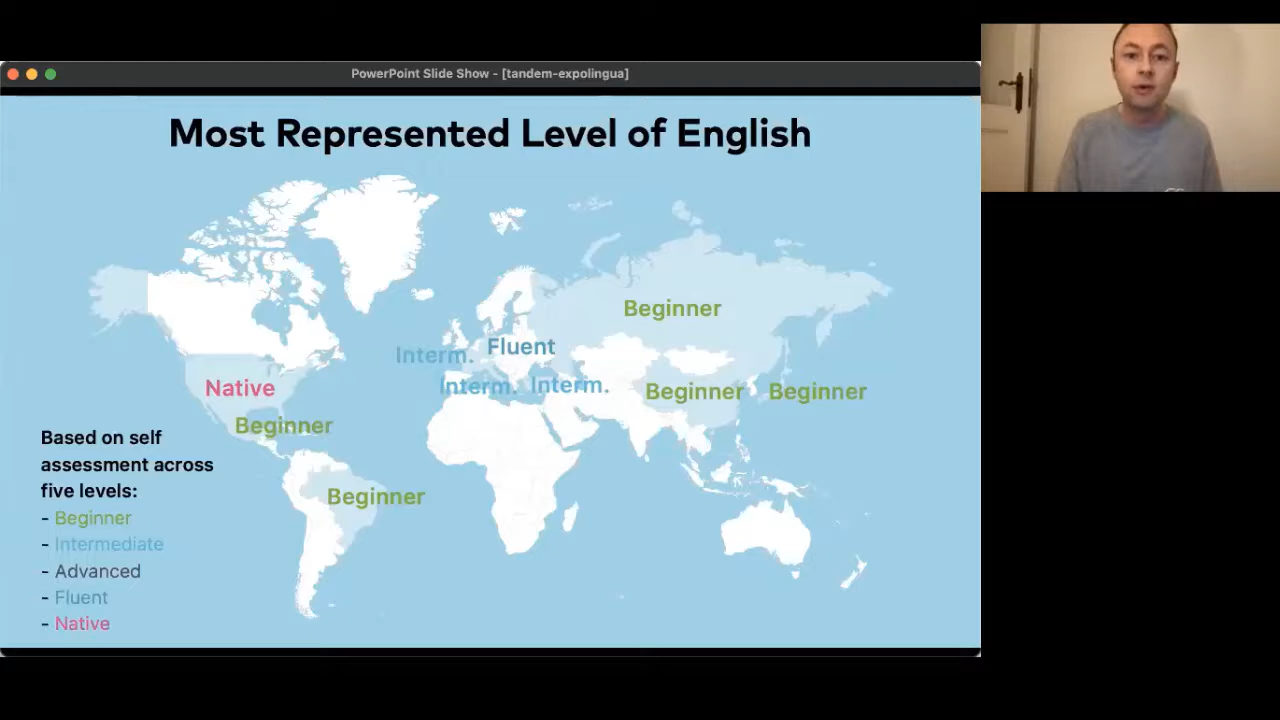 PowerPoint Slide Show - [tandem-expolingua]
Most Represented Level of English
Beginner
Fluent
Interm.
Interm. Interm.
Native
Beginner Beginner
Beginner
Based on self
assessment across
five levels:
- Beginner
- Intermediate
- Advanced
- Fluent
- Native
Beginner